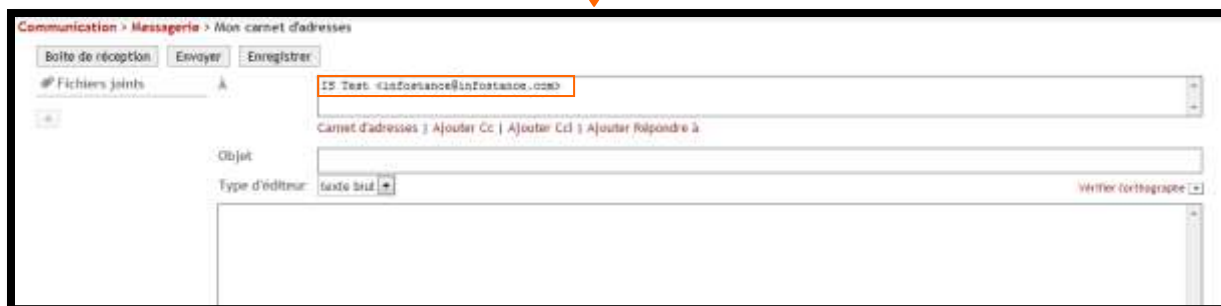 Communication > Messagerie > Mon carnet d'adresses
Boîte de réception Envoyer Enregistrer
Fichiers joints À IS Test <infostance@infostance.com>
Carnet d'adresses | Ajouter Cc | Ajouter Cci | Ajouter Répondre à
Objet
Type d'éditeur texte brut
Vérifier l'orthographe